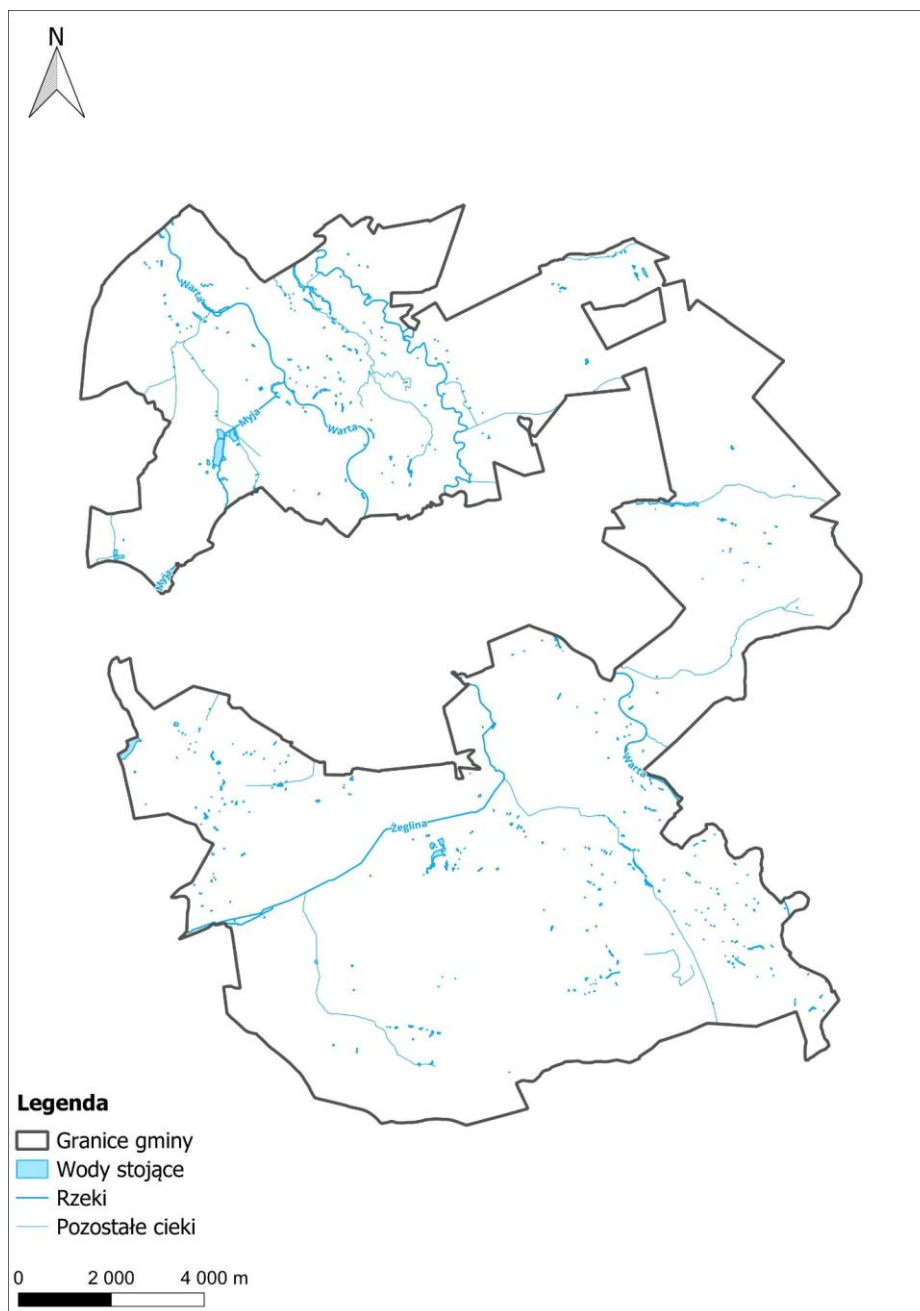 N
Warta
Myja
Warta
Myja
Warta
Żeglina
Legenda
Granice gminy
Wody stojące
Rzeki
Pozostałe cieki
0 2 000 4 000 m